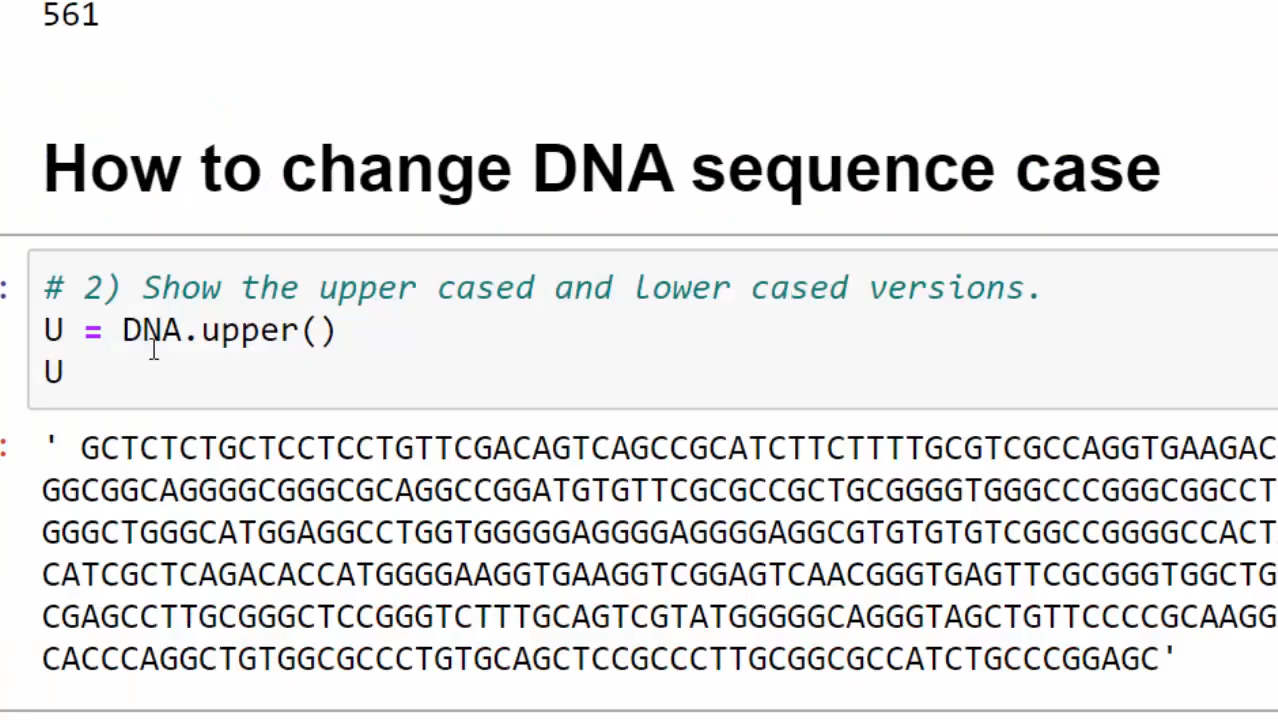 561
How to change DNA sequence case
: # 2) Show the upper cased and lower cased versions.
U = DNA.upper()
U
: ' GCTCTCTGCTCCTCCTGTTCGACAGTCAGCCGCATCTTCTTTTGCGTCGCCAGGTGAAGAC
GGCGGCAGGGGCGGGCGCAGGCCGGATGTGTTCGCGCCGCTGCGGGGTGGGCCCGGGCGGCCT
GGGCTGGGCATGGAGGCCTGGTGGGGGAGGGGAGGGGAGGCGTGTGTGTCGGCCGGGGCCACT
CATCGCTCAGACACCATGGGGAAGGTGAAGGTCGGAGTCAACGGGTGAGTTCGCGGGTGGCTG
CGAGCCTTGCGGGCTCCGGGTCTTTGCAGTCGTATGGGGGCAGGGTAGCTGTTCCCCGCAAGG
CACCCAGGCTGTGGCGCCCTGTGCAGCTCCGCCCTTGCGGCGCCATCTGCCCGGAGC'